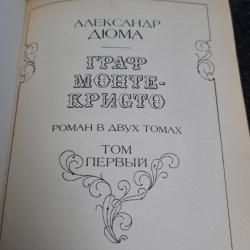 АЛЕКСАНДР
ДЮМА
ГРАФ
МОНТЕ-
КРИСТО
РОМАН В ДВУХ ТОМАХ
ТОМ
ПЕРВЫЙ